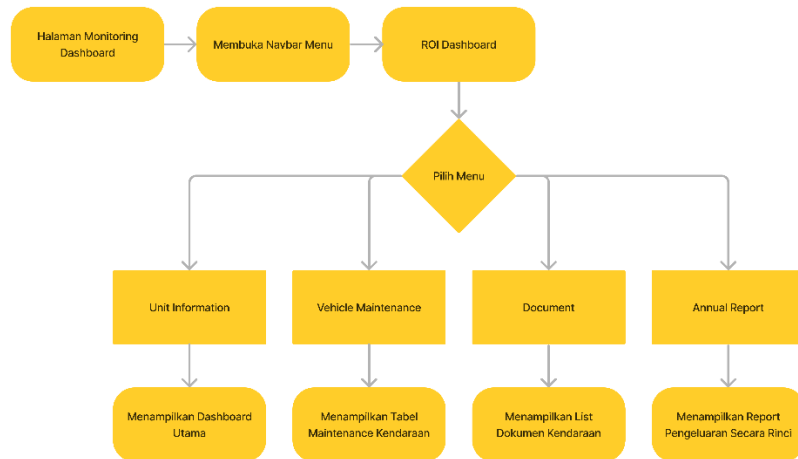 Halaman Monitoring
Dashboard
Membuka Navbar Menu
ROI Dashboard
Pilih Menu
Unit Information
Vehicle Maintenance
Document
Annual Report
Menampilkan Dashboard
Utama
Menampilkan Tabel
Maintenance Kendaraan
Menampilkan List
Dokumen Kendaraan
Menampilkan Report
Pengeluaran Secara Rinci